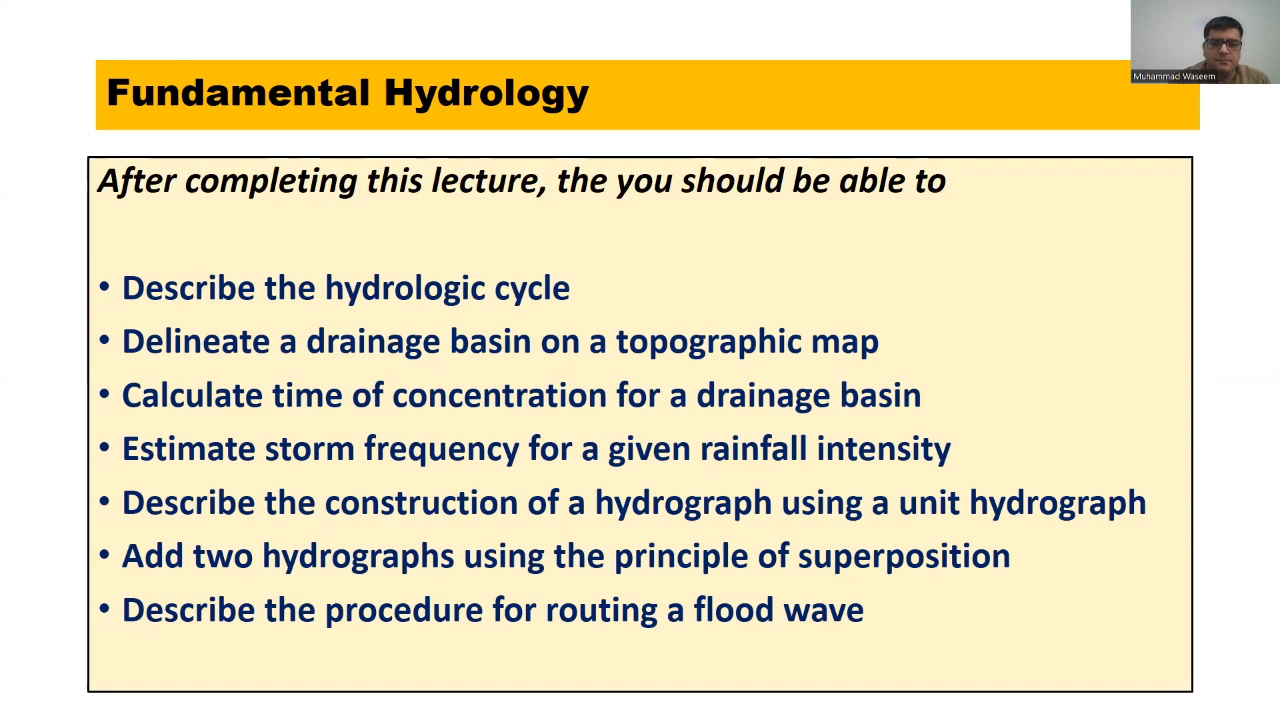 Fundamental Hydrology
Muhammad Waseem
After completing this lecture, the you should be able to
• Describe the hydrologic cycle
• Delineate a drainage basin on a topographic map
• Calculate time of concentration for a drainage basin
• Estimate storm frequency for a given rainfall intensity
• Describe the construction of a hydrograph using a unit hydrograph
• Add two hydrographs using the principle of superposition
• Describe the procedure for routing a flood wave